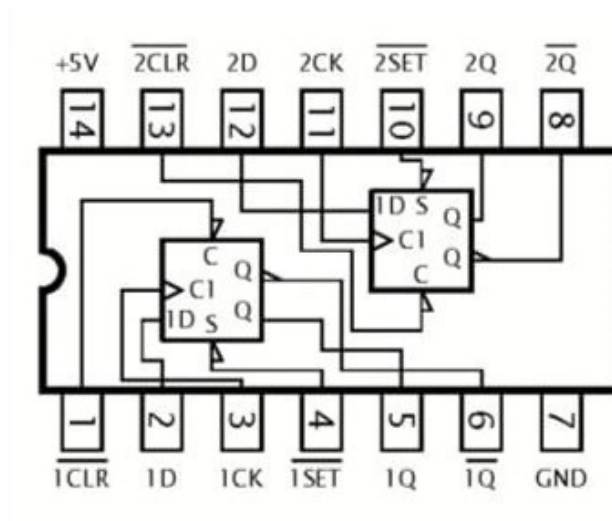 +5V 2CLR 2D 2CK 2SET 2Q 2Q
14 13 12 11 10 9 8
1D S Q
C1
Q
C
C Q
C1
1D S Q
1 2 3 4 5 6 7
1CLR 1D 1CK 1SET 1Q 1Q GND